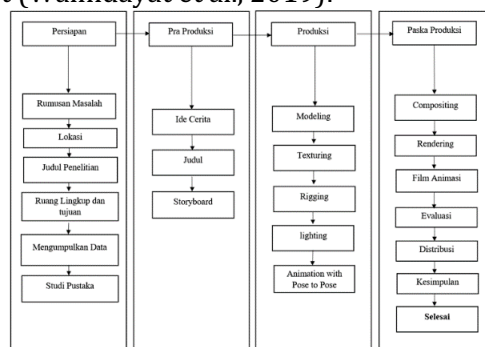 2019).
Persiapan
Rumusan Masalah
Lokasi
Judul Penelitian
Ruang Lingkup dan
tujuan
Mengumpulkan Data
Studi Pustaka
Pra Produksi
Ide Cerita
Judul
Storyboard
Produksi
Modeling
Texturing
Rigging
lighting
Animation with
Pose to Pose
Paska Produksi
Compositing
Rendering
Film Animasi
Evaluasi
Distribusi
Kesimpulan
Selesai